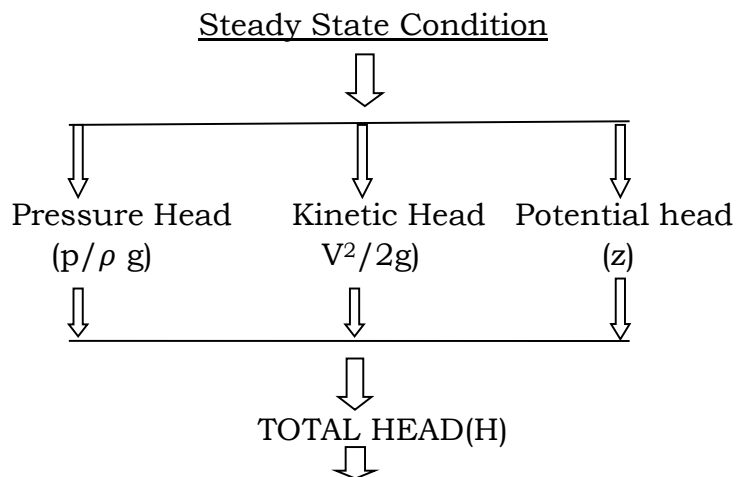 Steady State Condition
Pressure Head Kinetic Head Potential head
(p/ρ g) V²/2g) (z)
TOTAL HEAD(H)